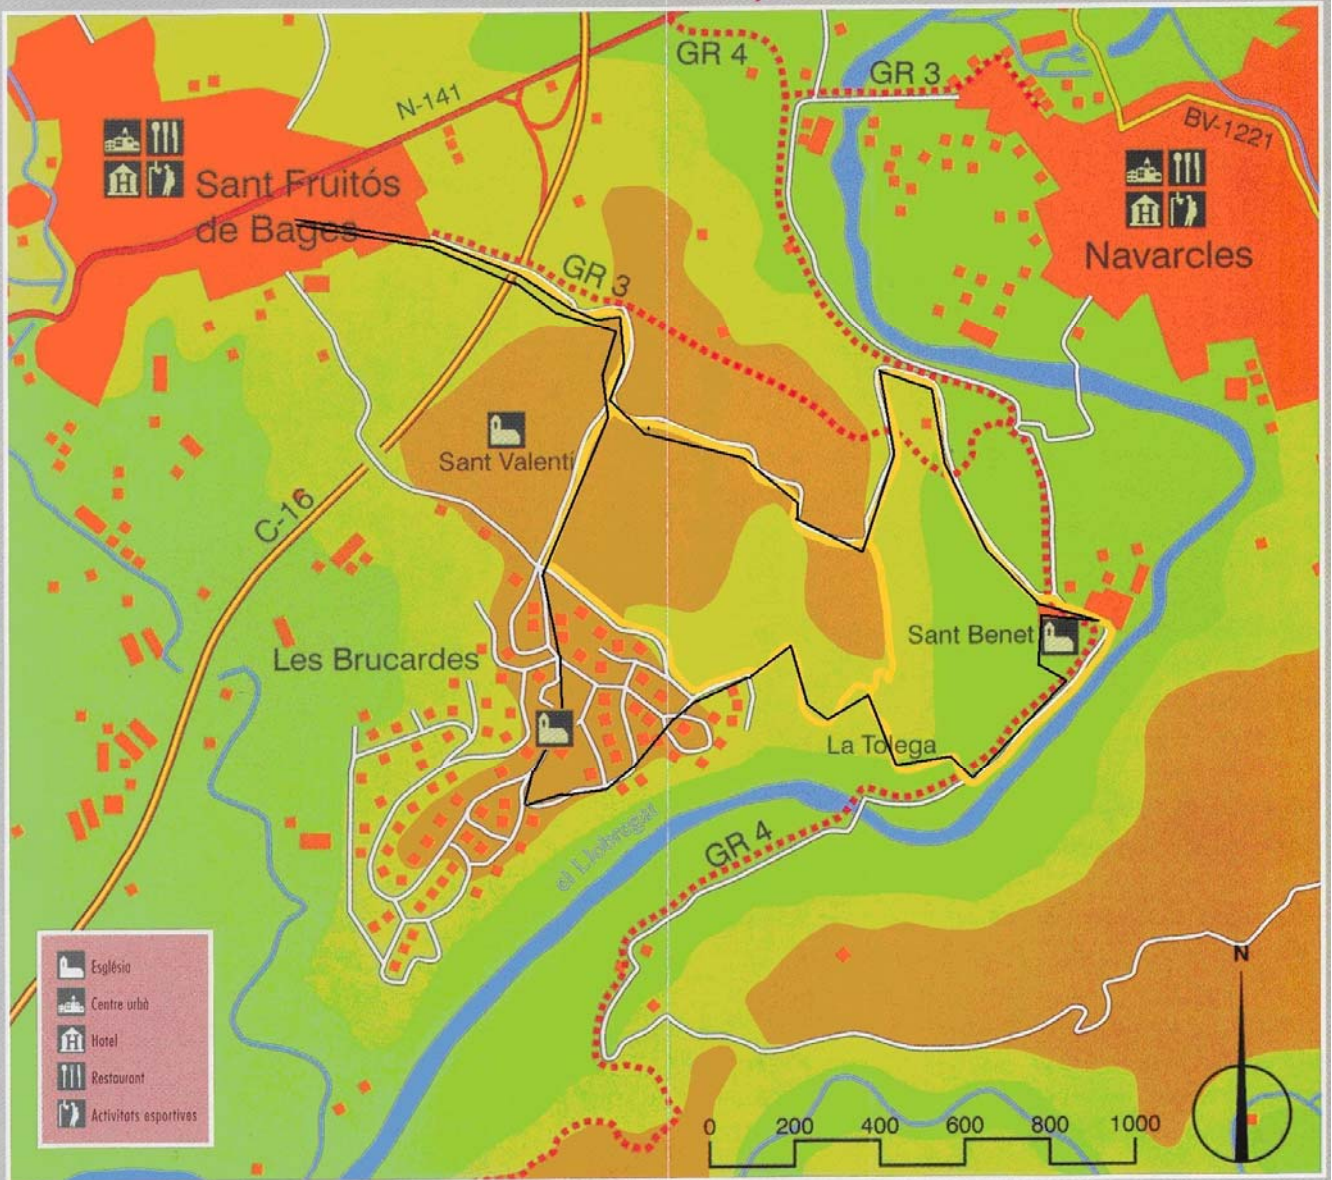 GR 4
GR 3
N-141
BV-1221
Sant Fruitós
de Bages
Navarcles
GR 3
Sant Valentí
C-16
Sant Benet
Les Brucardes
La Tolega
el Llobregat
GR 4
Església
Centre urbà
Hotel
Restaurant
Activitats esportives
N
0 200 400 600 800 1000